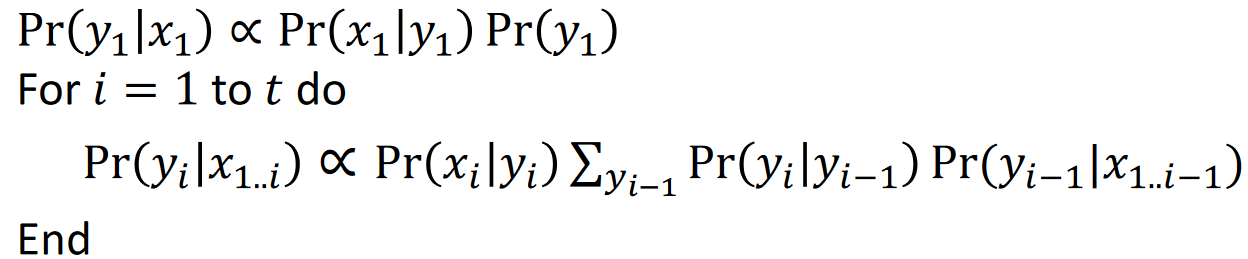 Pr(y₁|x₁) ∝ Pr(x₁|y₁) Pr(y₁)
For i = 1 to t do
Pr(yᵢ|x₁..ᵢ) ∝ Pr(xᵢ|yᵢ) ∑_{yᵢ₋₁} Pr(yᵢ|yᵢ₋₁) Pr(yᵢ₋₁|x₁..ᵢ₋₁)
End